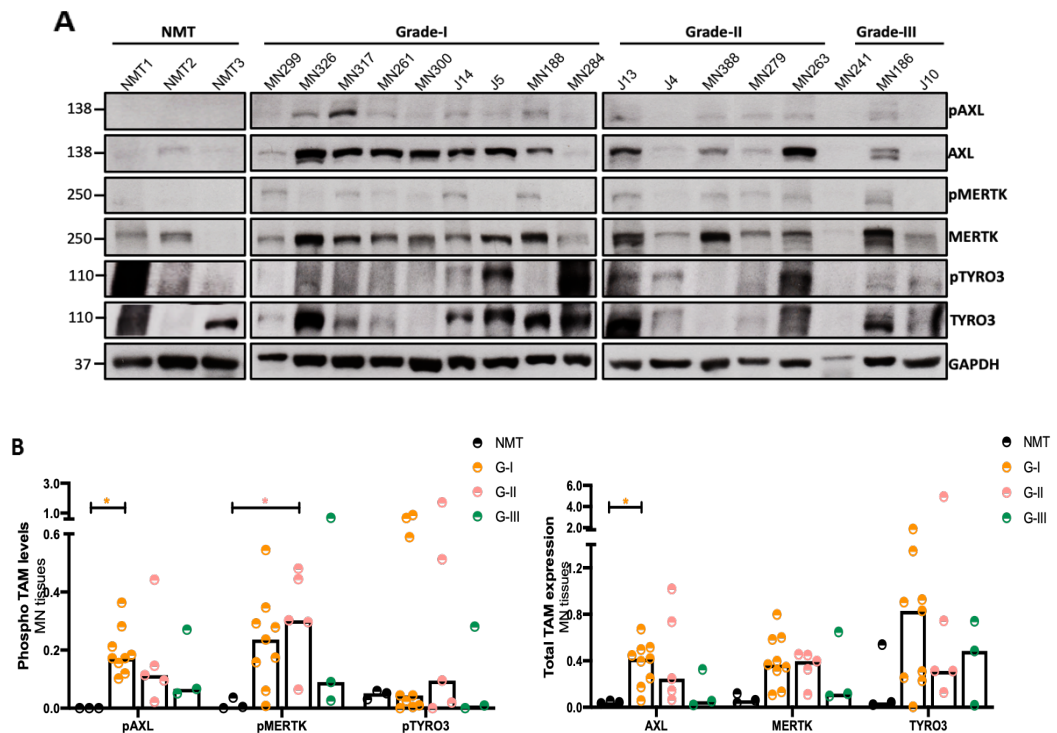 A
NMT
Grade-I
Grade-II
Grade-III
NMT1
NMT2
NMT3
MN299
MN326
MN317
MN261
MN300
J14
J5
MN188
MN284
J13
J4
MN388
MN279
MN263
MN241
MN186
J10
138
pAXL
138
AXL
250
pMERTK
250
MERTK
110
pTYRO3
110
TYRO3
37
GAPDH
B
NMT
G-I
G-II
G-III
Phospho TAM levels
MN tissues
3.0
1.0
0.6
0.4
0.2
0.0
*
*
pAXL
pMERTK
pTYRO3
NMT
G-I
G-II
G-III
Total TAM expression
MN tissues
6.0
4.0
2.0
1.2
0.8
0.4
0.0
*
AXL
MERTK
TYRO3